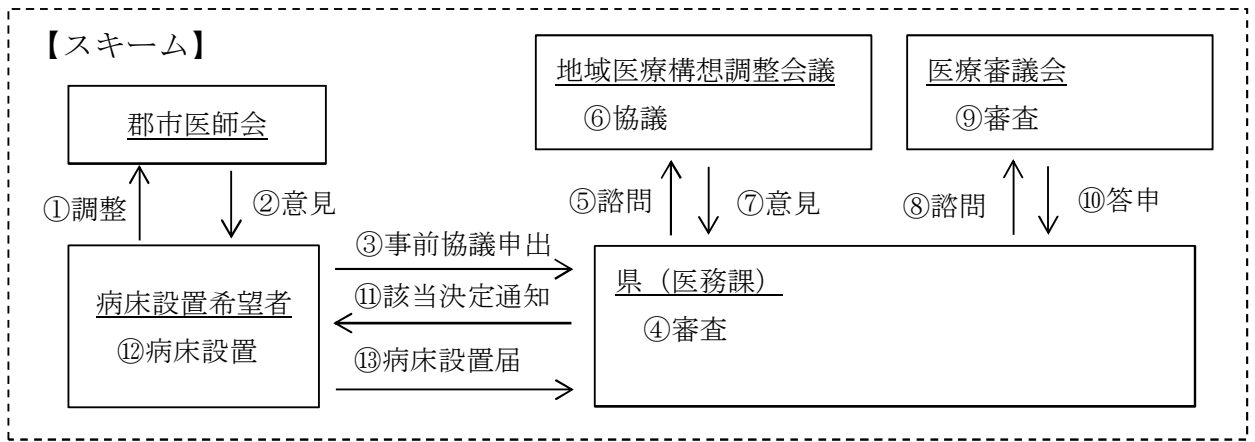 【スキーム】
郡市医師会
地域医療構想調整会議
⑥協議
医療審議会
⑨審査
①調整
②意見
⑤諮問
⑦意見
⑧諮問
⑩答申
病床設置希望者
⑫病床設置
③事前協議申出
⑪該当決定通知
⑬病床設置届
県（医務課）
④審査